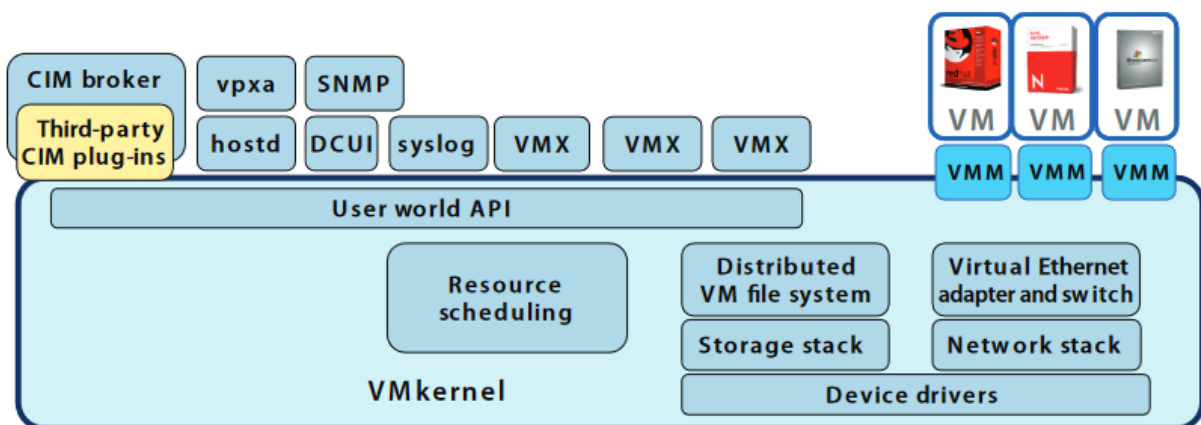 CIM broker
Third-party
CIM plug-ins
vpxa
SNMP
hostd
DCUI
syslog
VMX
VMX
VMX
redhat
N
VM
VM
VM
VMM
VMM
VMM
User world API
Resource
scheduling
Distributed
VM file system
Virtual Ethernet
adapter and switch
Storage stack
Network stack
VMkernel
Device drivers